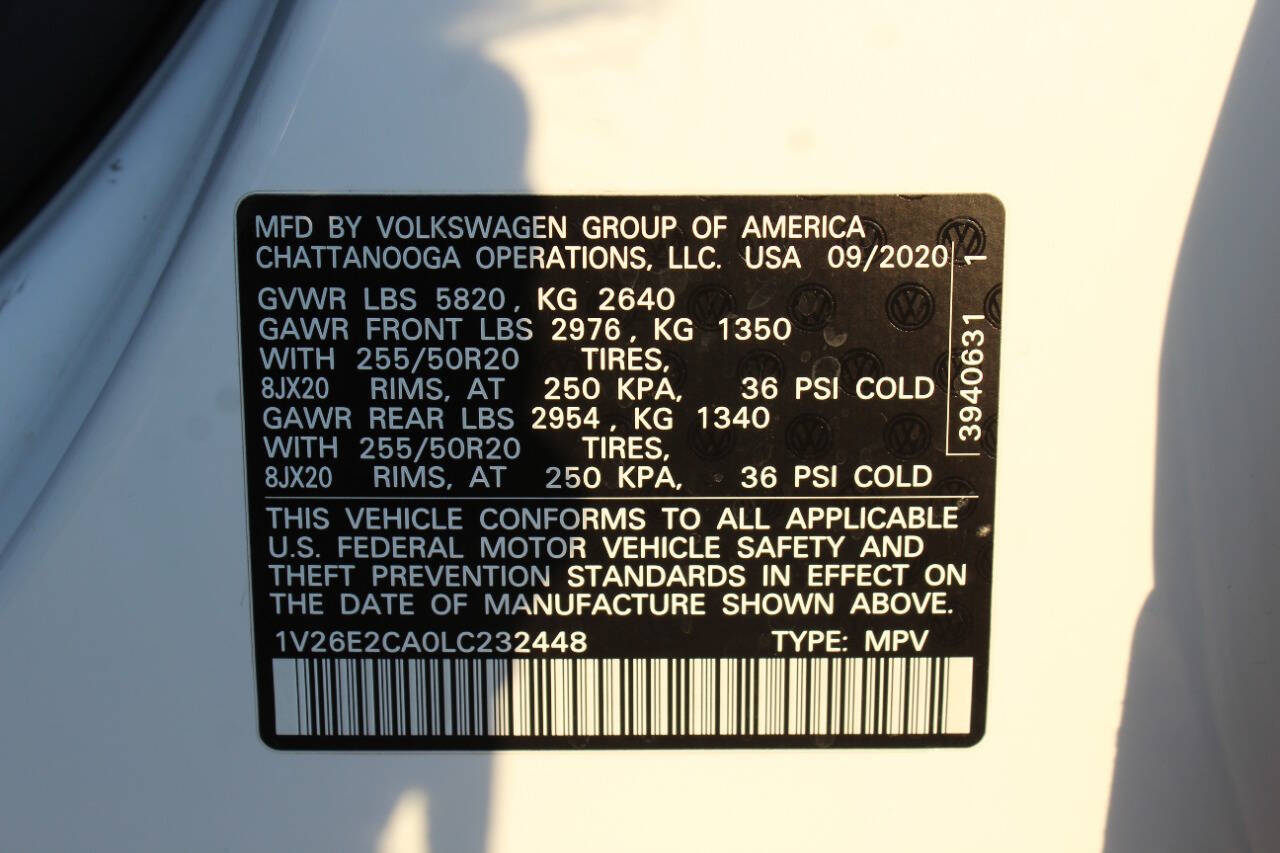 MFD BY VOLKSWAGEN GROUP OF AMERICA
CHATTANOOGA OPERATIONS, LLC. USA 09/2020
GVWR LBS 5820, KG 2640
GAWR FRONT LBS 2976, KG 1350
WITH 255/50R20 TIRES,
8JX20 RIMS, AT 250 KPA, 36 PSI COLD
GAWR REAR LBS 2954, KG 1340
WITH 255/50R20 TIRES,
8JX20 RIMS, AT 250 KPA, 36 PSI COLD
3940631 1
THIS VEHICLE CONFORMS TO ALL APPLICABLE
U.S. FEDERAL MOTOR VEHICLE SAFETY AND
THEFT PREVENTION STANDARDS IN EFFECT ON
THE DATE OF MANUFACTURE SHOWN ABOVE.
1V26E2CA0LC232448 TYPE: MPV